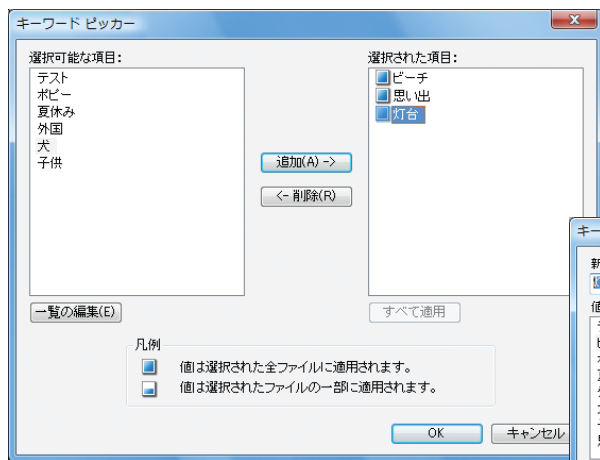 キーワード ピッカー
選択可能な項目:
テスト
ポピー
夏休み
外国
犬
子供
追加(A) ->
<- 削除(R)
選択された項目:
ビーチ
思い出
灯台
一覧の編集(E)
すべて適用
凡例
値は選択された全ファイルに適用されます。
値は選択されたファイルの一部に適用されます。
OK
キャンセル
キー
新
値